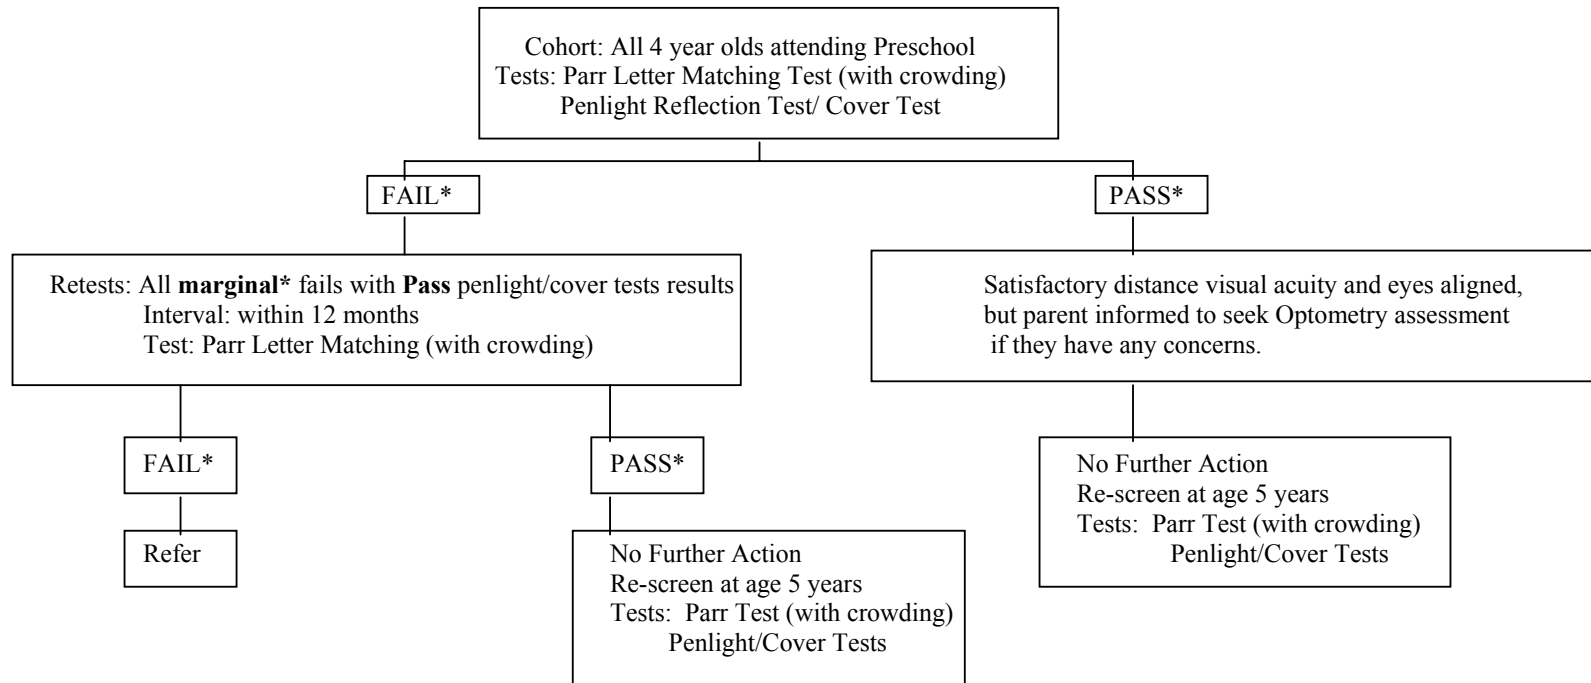 Cohort: All 4 year olds attending Preschool
Tests: Parr Letter Matching Test (with crowding)
Penlight Reflection Test/ Cover Test
FAIL*
PASS*
Retests: All marginal* fails with Pass penlight/cover tests results
Interval: within 12 months
Test: Parr Letter Matching (with crowding)
Satisfactory distance visual acuity and eyes aligned,
but parent informed to seek Optometry assessment
if they have any concerns.
FAIL*
PASS*
No Further Action
Re-screen at age 5 years
Tests: Parr Test (with crowding)
Penlight/Cover Tests
Refer
No Further Action
Re-screen at age 5 years
Tests: Parr Test (with crowding)
Penlight/Cover Tests